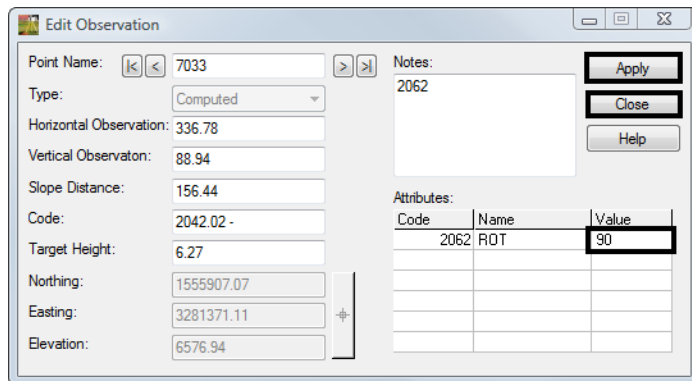 Edit Observation
Point Name: |< < 7033 > >|
Type: Computed
Horizontal Observation: 336.78
Vertical Observaton: 88.94
Slope Distance: 156.44
Code: 2042.02 -
Target Height: 6.27
Northing: 1555907.07
Easting: 3281371.11
Elevation: 6576.94
Notes:
2062
Apply
Close
Help
Attributes:
Code Name Value
2062 ROT 90